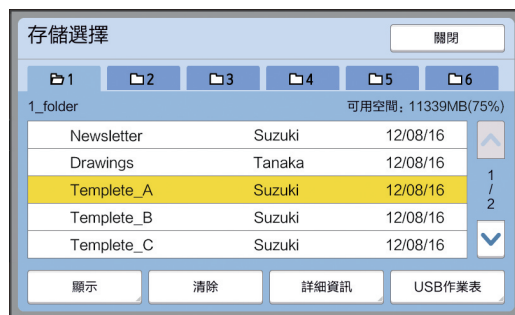 存儲選擇
關閉
1 2 3 4 5 6
1_folder 可用空間：11339MB(75%)
Newsletter Suzuki 12/08/16
Drawings Tanaka 12/08/16
Templete_A Suzuki 12/08/16
Templete_B Suzuki 12/08/16
Templete_C Suzuki 12/08/16
1/2
顯示 清除 詳細資訊 USB作業表